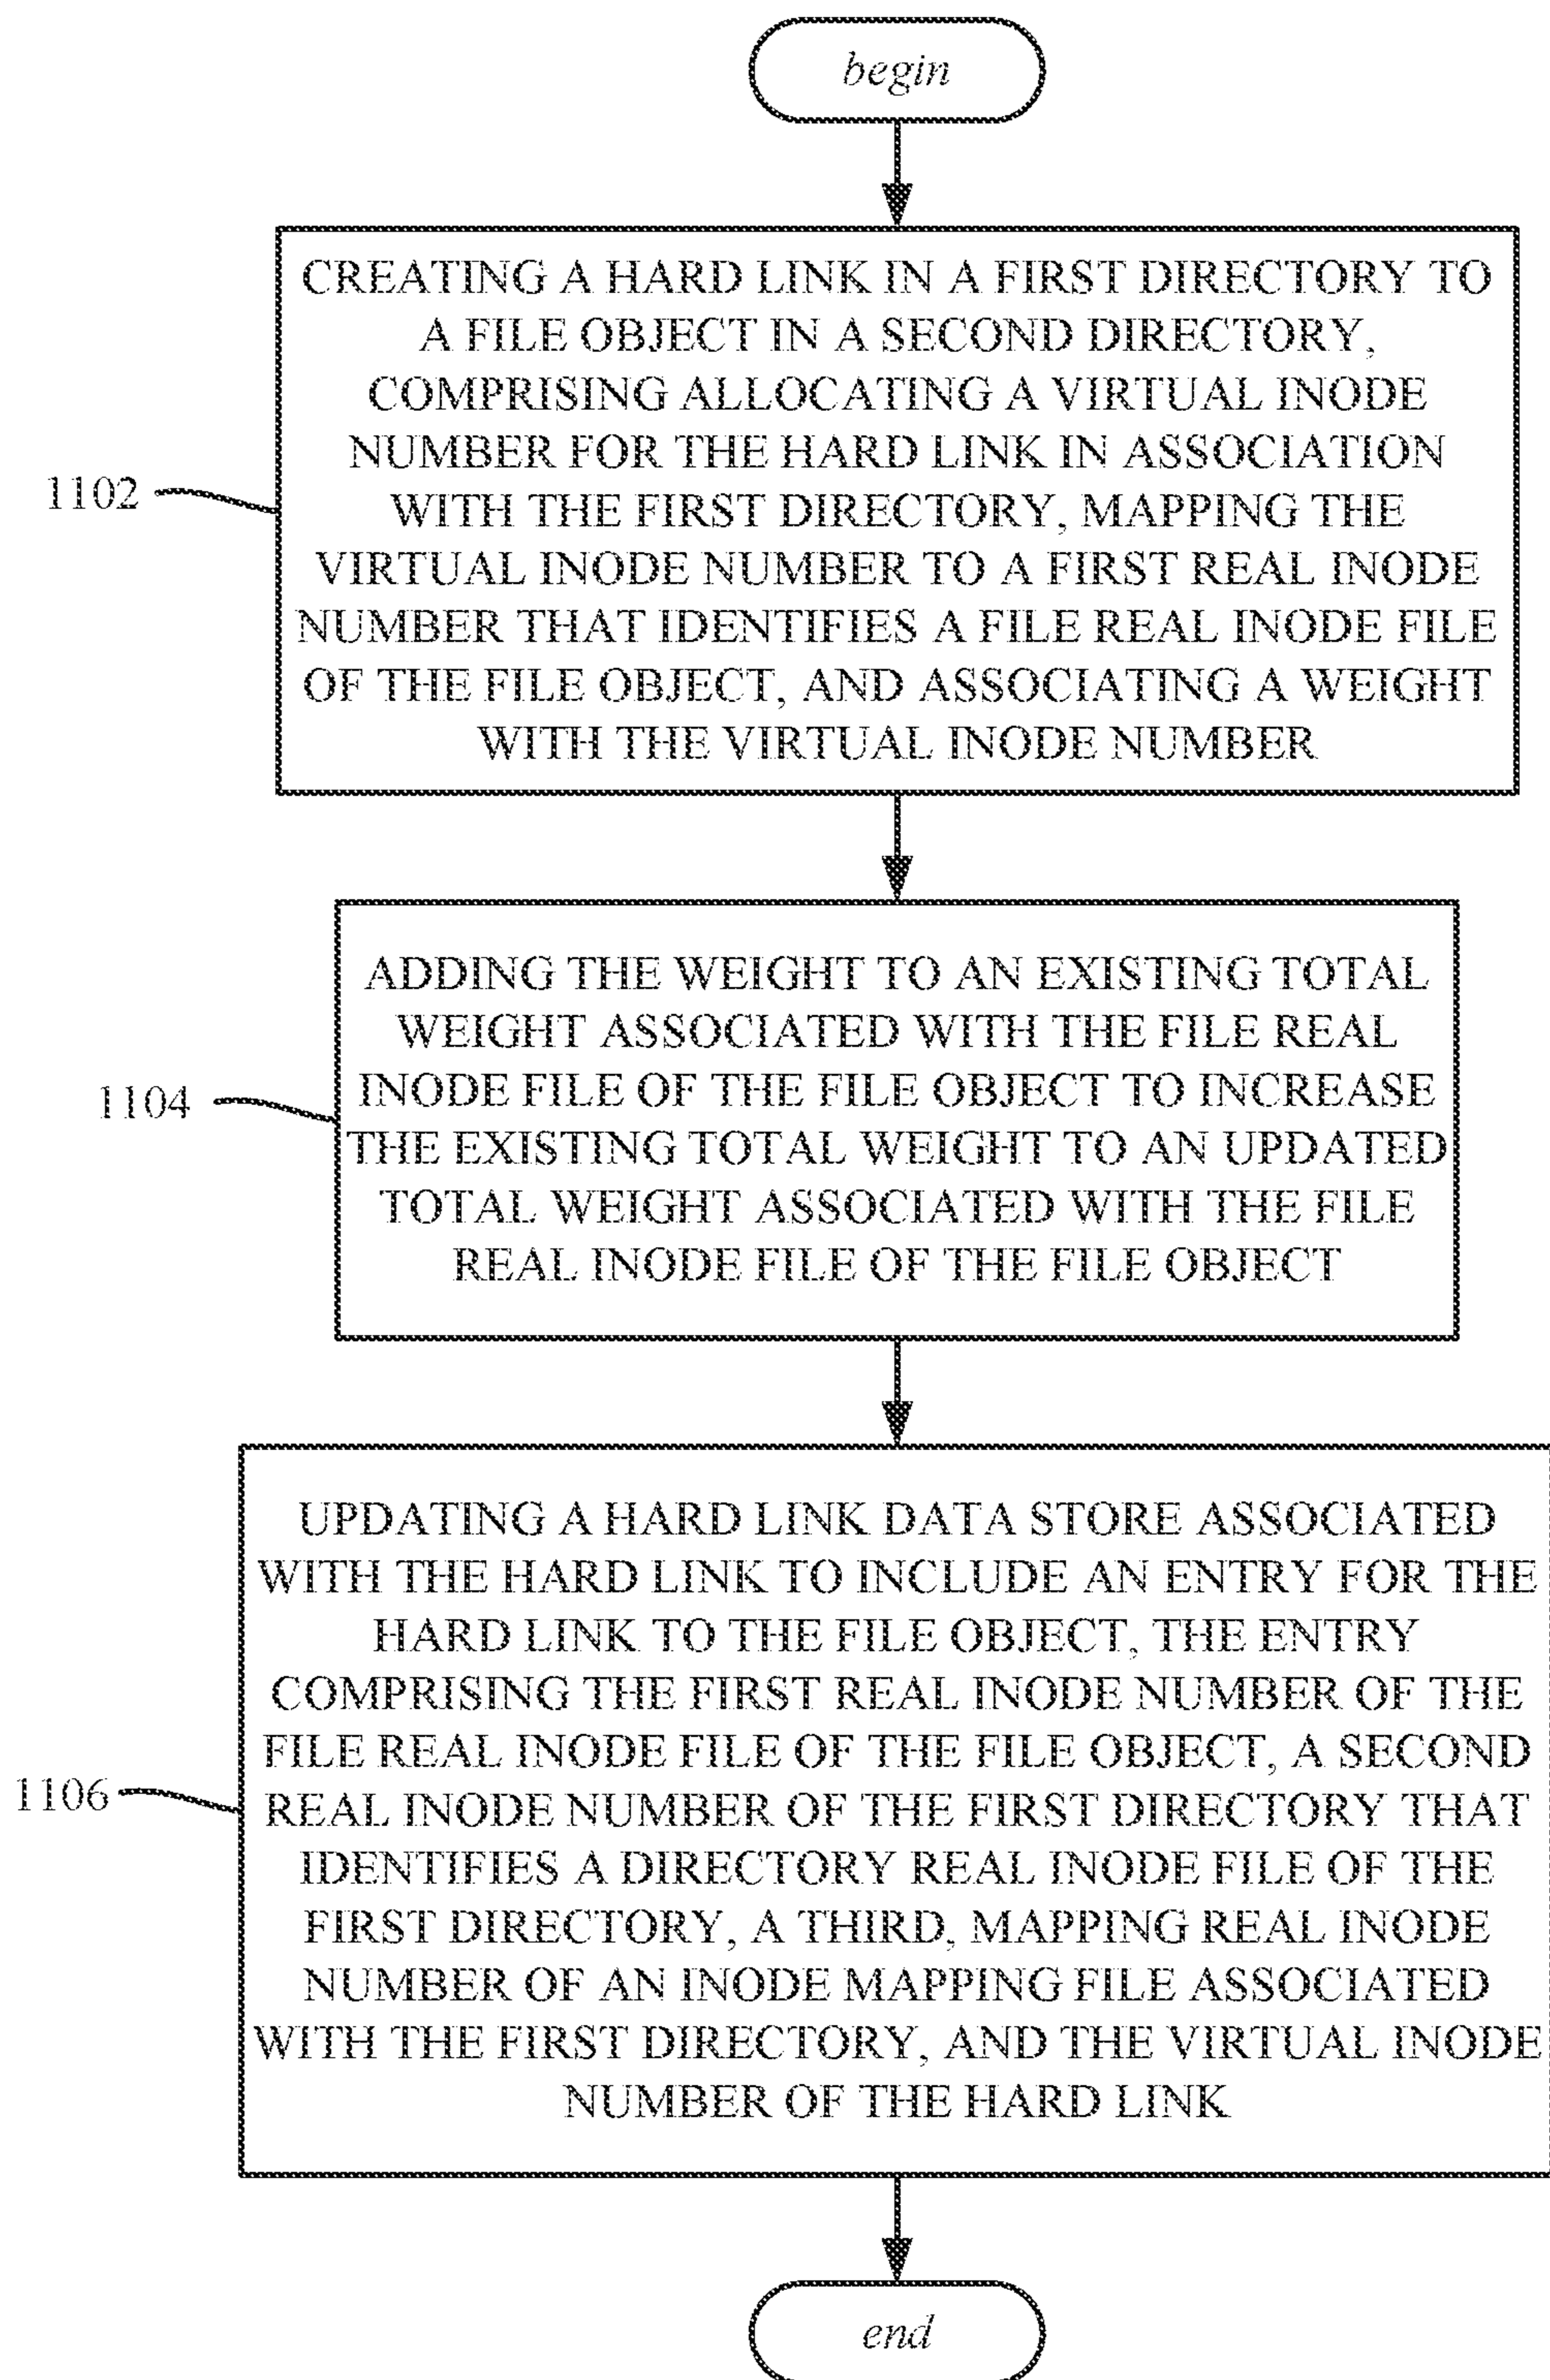 begin
CREATING A HARD LINK IN A FIRST DIRECTORY TO
A FILE OBJECT IN A SECOND DIRECTORY,
COMPRISING ALLOCATING A VIRTUAL INODE
NUMBER FOR THE HARD LINK IN ASSOCIATION
WITH THE FIRST DIRECTORY, MAPPING THE
VIRTUAL INODE NUMBER TO A FIRST REAL INODE
NUMBER THAT IDENTIFIES A FILE REAL INODE FILE
OF THE FILE OBJECT, AND ASSOCIATING A WEIGHT
WITH THE VIRTUAL INODE NUMBER
1102
ADDING THE WEIGHT TO AN EXISTING TOTAL
WEIGHT ASSOCIATED WITH THE FILE REAL
INODE FILE OF THE FILE OBJECT TO INCREASE
THE EXISTING TOTAL WEIGHT TO AN UPDATED
TOTAL WEIGHT ASSOCIATED WITH THE FILE
REAL INODE FILE OF THE FILE OBJECT
1104
UPDATING A HARD LINK DATA STORE ASSOCIATED
WITH THE HARD LINK TO INCLUDE AN ENTRY FOR THE
HARD LINK TO THE FILE OBJECT, THE ENTRY
COMPRISING THE FIRST REAL INODE NUMBER OF THE
FILE REAL INODE FILE OF THE FILE OBJECT, A SECOND
REAL INODE NUMBER OF THE FIRST DIRECTORY THAT
IDENTIFIES A DIRECTORY REAL INODE FILE OF THE
FIRST DIRECTORY, A THIRD, MAPPING REAL INODE
NUMBER OF AN INODE MAPPING FILE ASSOCIATED
WITH THE FIRST DIRECTORY, AND THE VIRTUAL INODE
NUMBER OF THE HARD LINK
1106
end